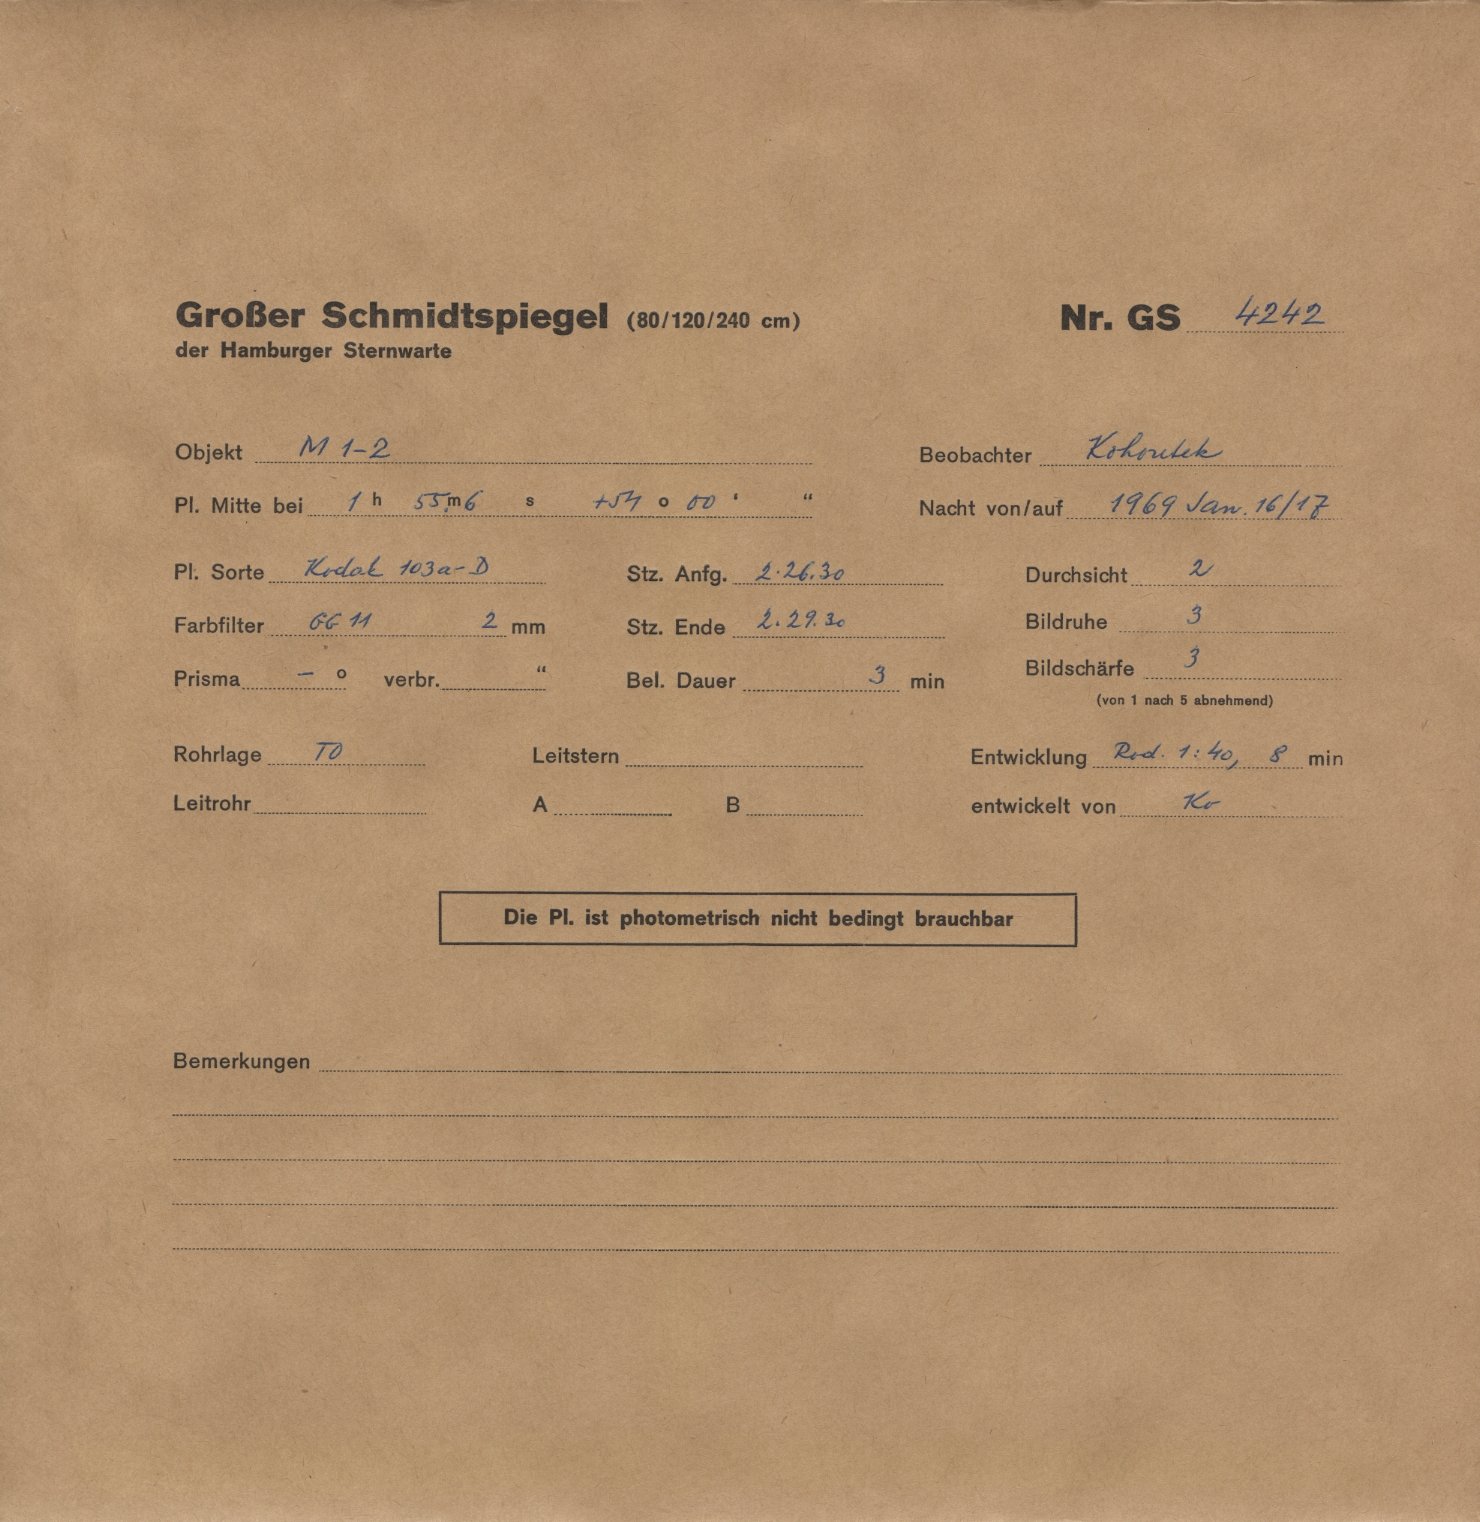 Großer Schmidtspiegel (80/120/240 cm) Nr. GS 4242
der Hamburger Sternwarte
Objekt M 1-2 Beobachter Kohoutek
Pl. Mitte bei 1 h 55.m6 s +54 o 00 ' " Nacht von/auf 1969 Jan. 16/17
Pl. Sorte Kodak 103a-D Stz. Anfg. 2.26.30 Durchsicht 2
Farbfilter GG 11 2 mm Stz. Ende 2.29.30 Bildruhe 3
Prisma – o verbr. " Bel. Dauer 3 min Bildschärfe 3
(von 1 nach 5 abnehmend)
Rohrlage TO Leitstern Entwicklung Rod. 1:40, 8 min
Leitrohr A B entwickelt von Ko
Die Pl. ist photometrisch nicht bedingt brauchbar
Bemerkungen